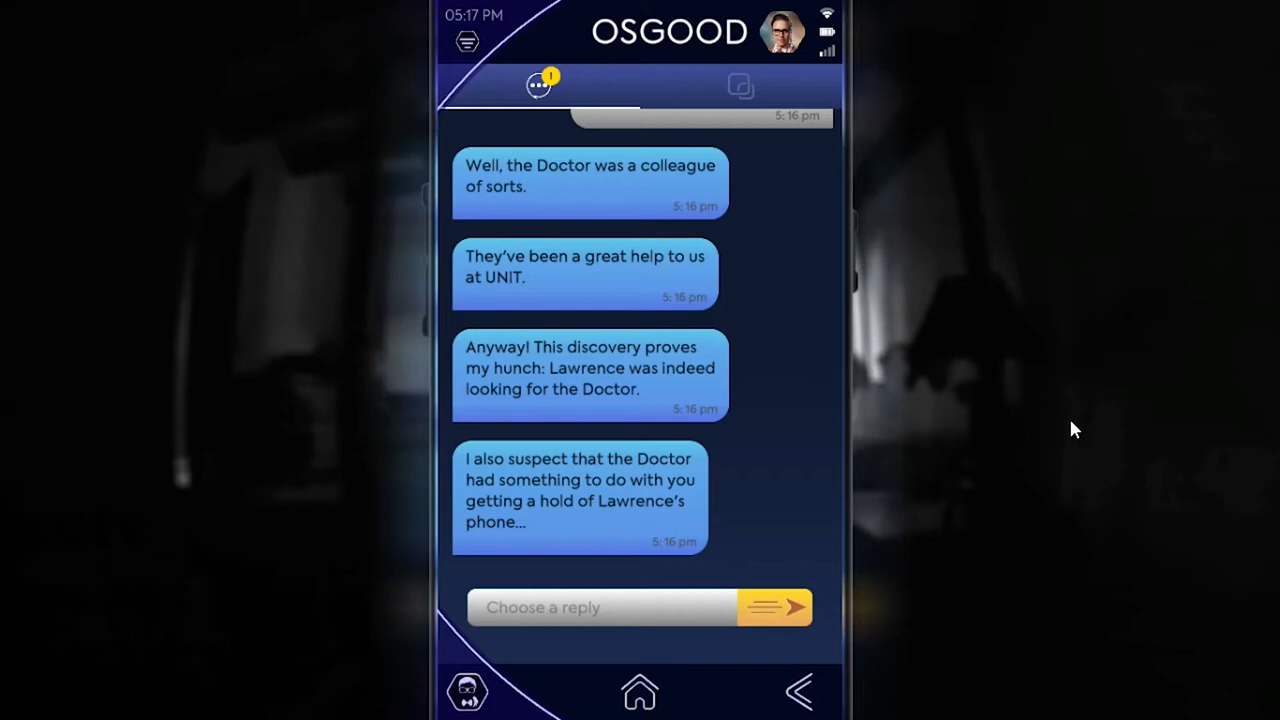 05:17 PM
OSGOOD
!
5:16 pm
Well, the Doctor was a colleague
of sorts.
5:16 pm
They've been a great help to us
at UNIT.
5:16 pm
Anyway! This discovery proves
my hunch: Lawrence was indeed
looking for the Doctor.
5:16 pm
I also suspect that the Doctor
had something to do with you
getting a hold of Lawrence's
phone...
5:16 pm
Choose a reply